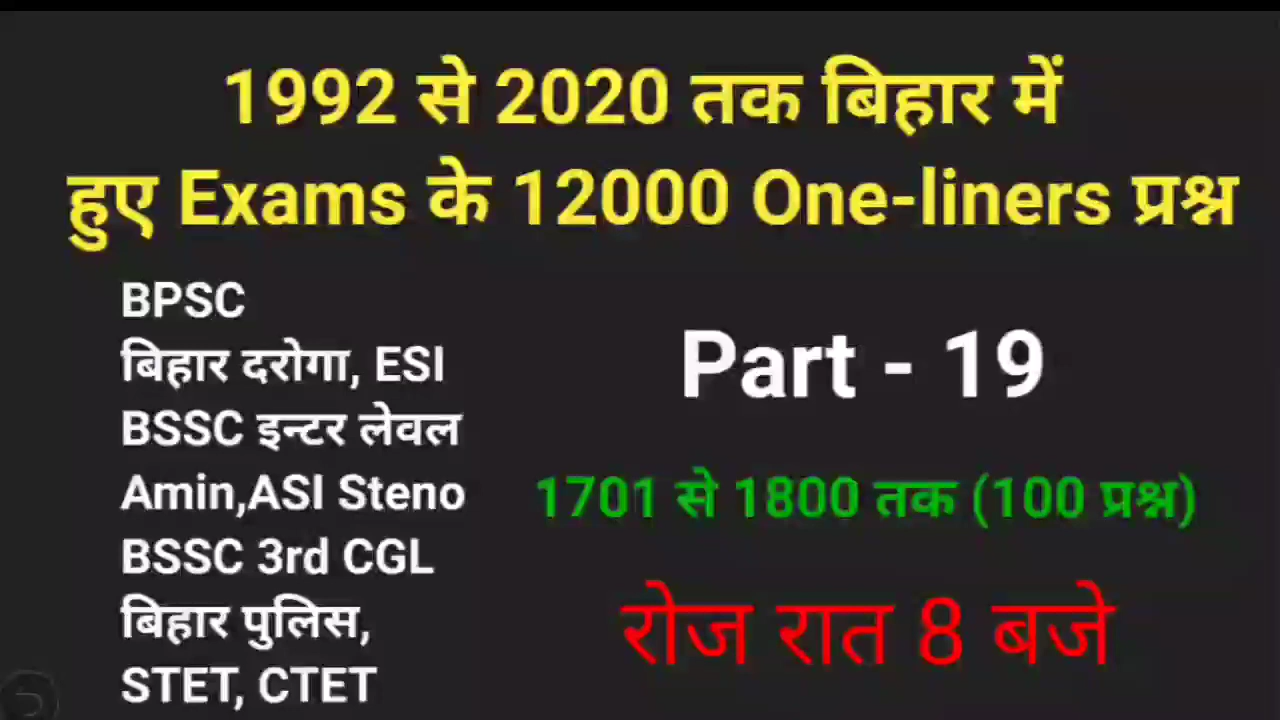 1992 से 2020 तक बिहार में
हुए Exams के 12000 One-liners प्रश्न
BPSC
बिहार दरोगा, ESI
BSSC इन्टर लेवल
Amin,ASI Steno
BSSC 3rd CGL
बिहार पुलिस,
STET, CTET
Part - 19
1701 से 1800 तक (100 प्रश्न)
रोज रात 8 बजे